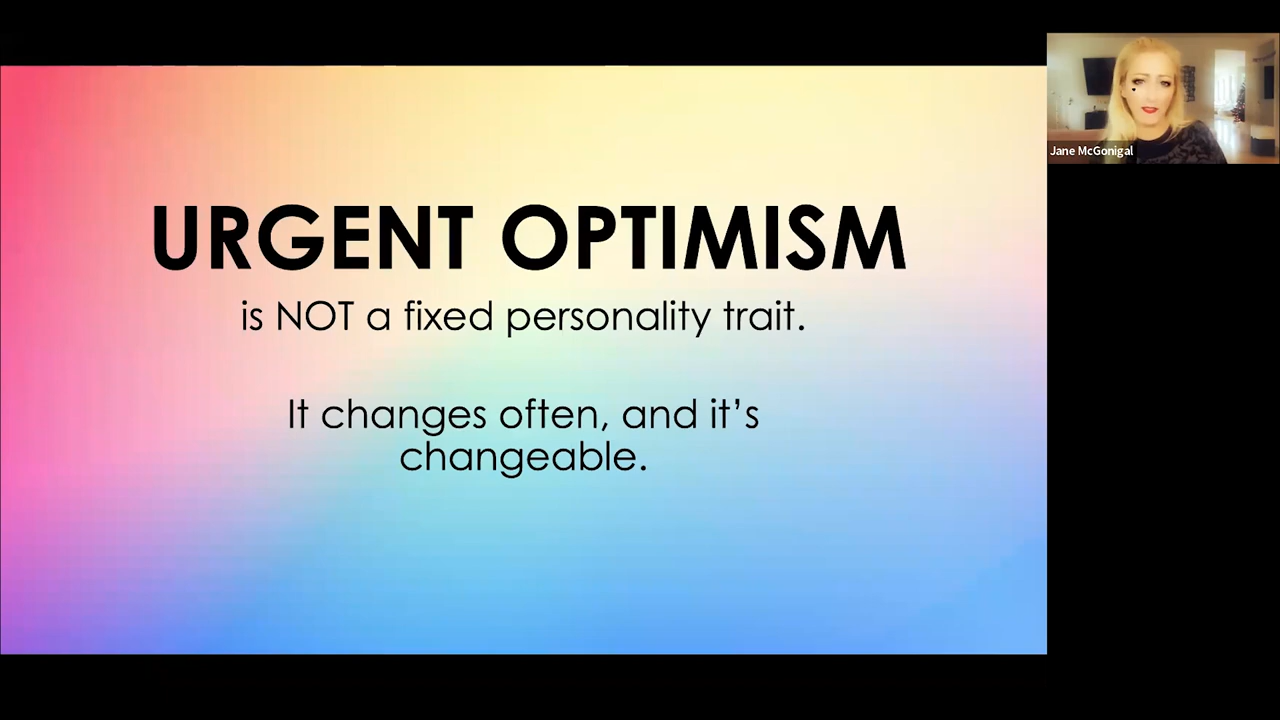 URGENT OPTIMISM
is NOT a fixed personality trait.
It changes often, and it’s
changeable.
Jane McGonigal